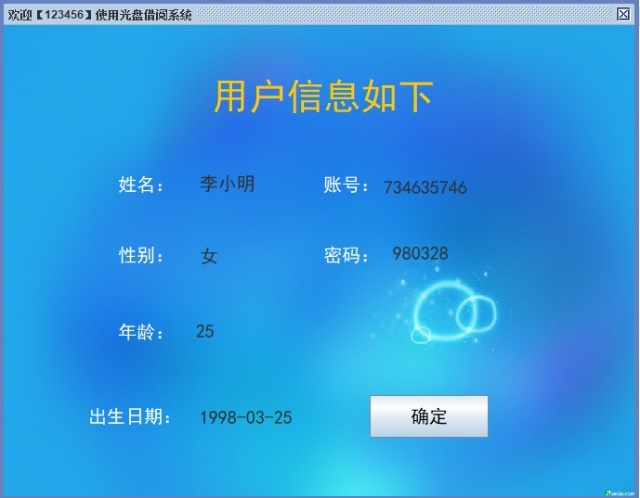 欢迎【123456】使用光盘借阅系统
用户信息如下
姓名： 李小明 账号： 734635746
性别： 女 密码： 980328
年龄： 25
出生日期： 1998-03-25 确定